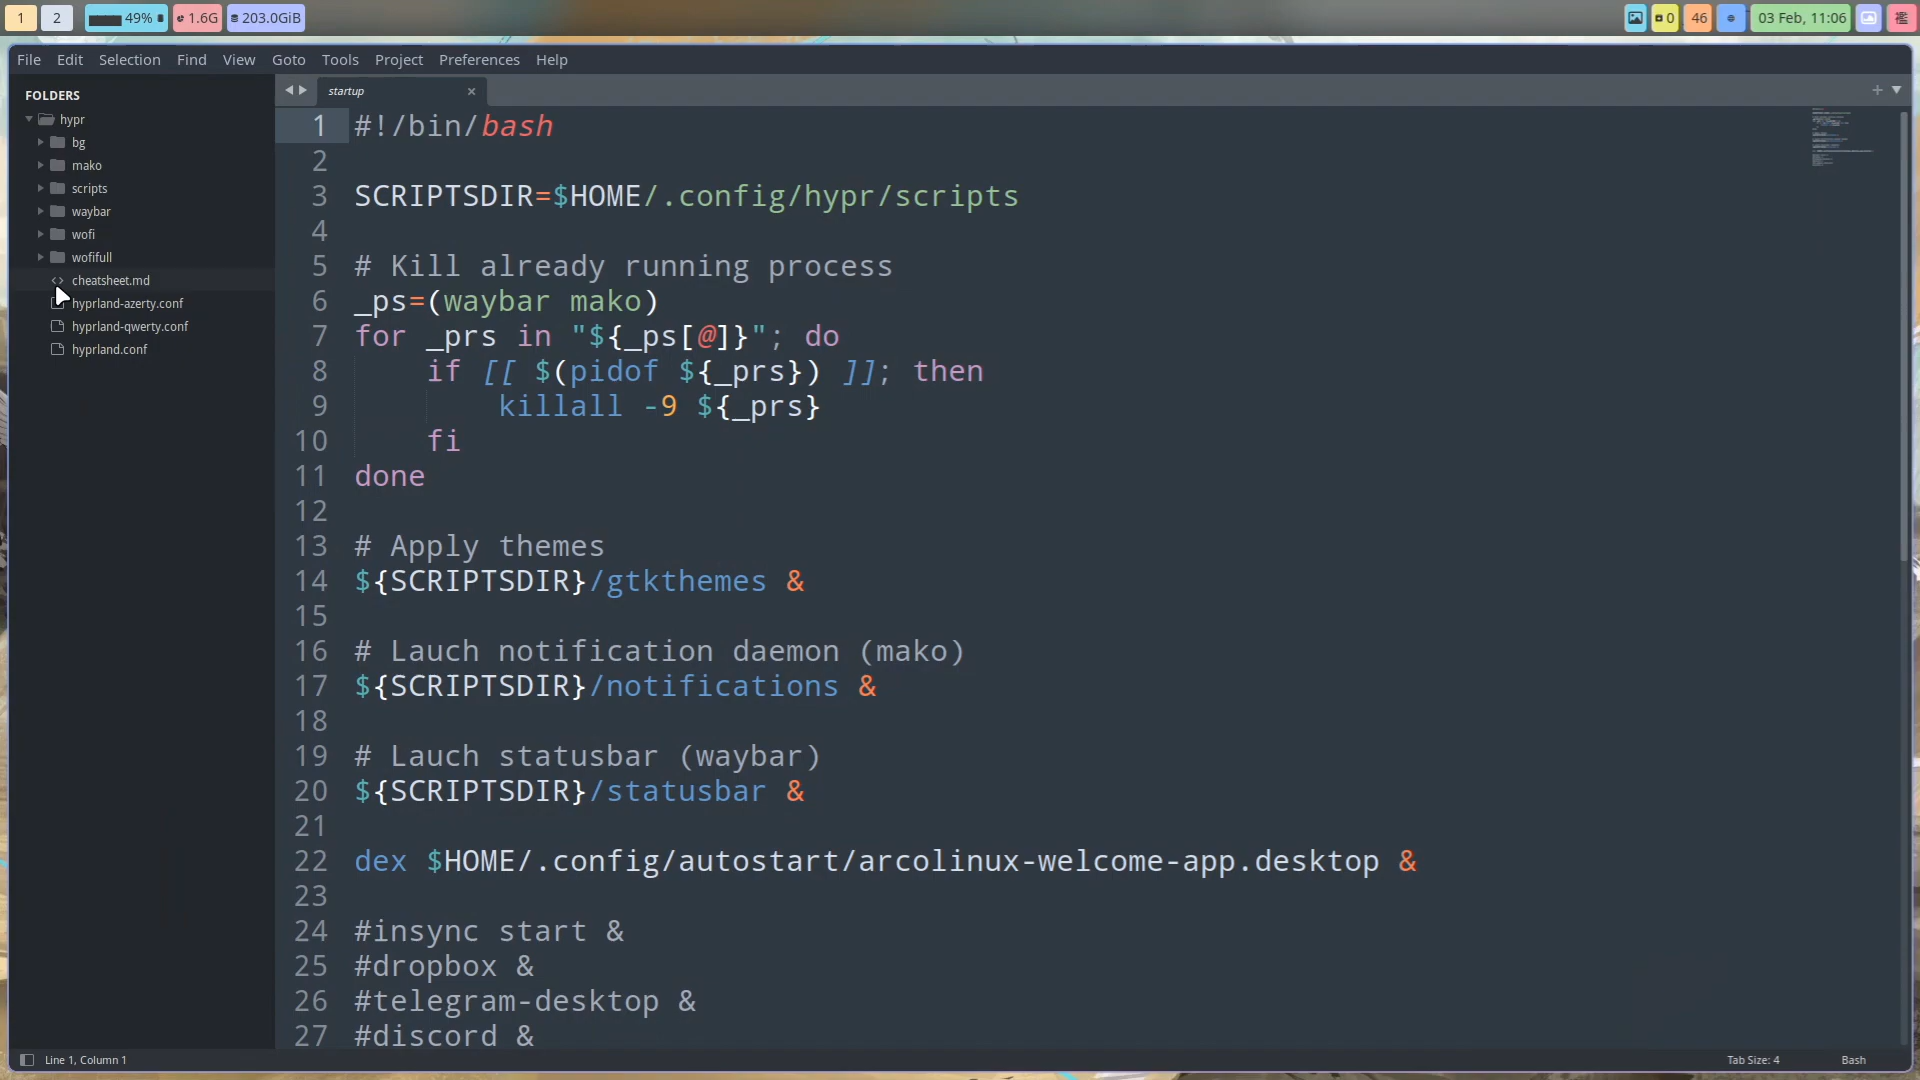 1 2 49% 1.6G 203.0GiB 0 46 03 Feb, 11:06
File Edit Selection Find View Goto Tools Project Preferences Help
FOLDERS
hypr
bg
mako
scripts
waybar
wofi
wofifull
cheatsheet.md
hyprland-azerty.conf
hyprland-qwerty.conf
hyprland.conf
startup
1 #!/bin/bash
2
3 SCRIPTSDIR=$HOME/.config/hypr/scripts
4
5 # Kill already running process
6 _ps=(waybar mako)
7 for _prs in "${_ps[@]}"; do
8 if [[ $(pidof ${_prs}) ]]; then
9 killall -9 ${_prs}
10 fi
11 done
12
13 # Apply themes
14 ${SCRIPTSDIR}/gtkthemes &
15
16 # Lauch notification daemon (mako)
17 ${SCRIPTSDIR}/notifications &
18
19 # Lauch statusbar (waybar)
20 ${SCRIPTSDIR}/statusbar &
21
22 dex $HOME/.config/autostart/arcolinux-welcome-app.desktop &
23
24 #insync start &
25 #dropbox &
26 #telegram-desktop &
27 #discord &
Line 1, Column 1 Tab Size: 4 Bash